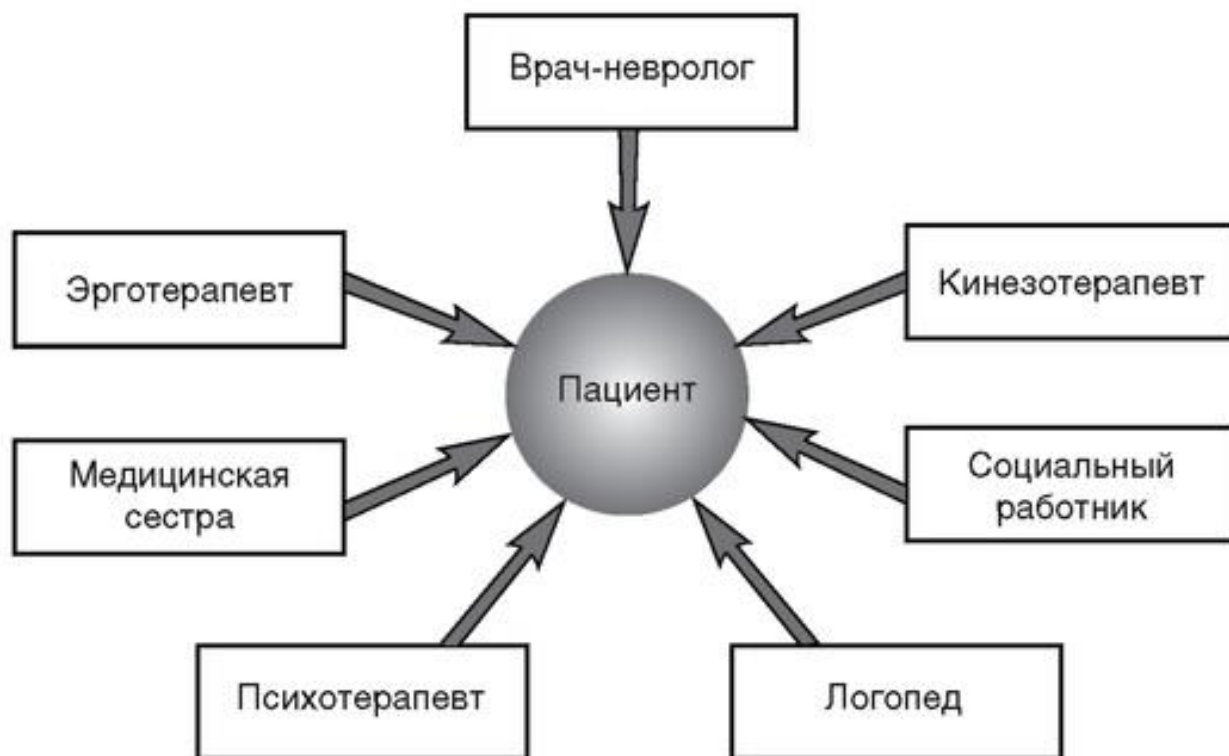 Врач-невролог
Эрготерапевт
Кинезотерапевт
Пациент
Медицинская
сестра
Социальный
работник
Психотерапевт
Логопед